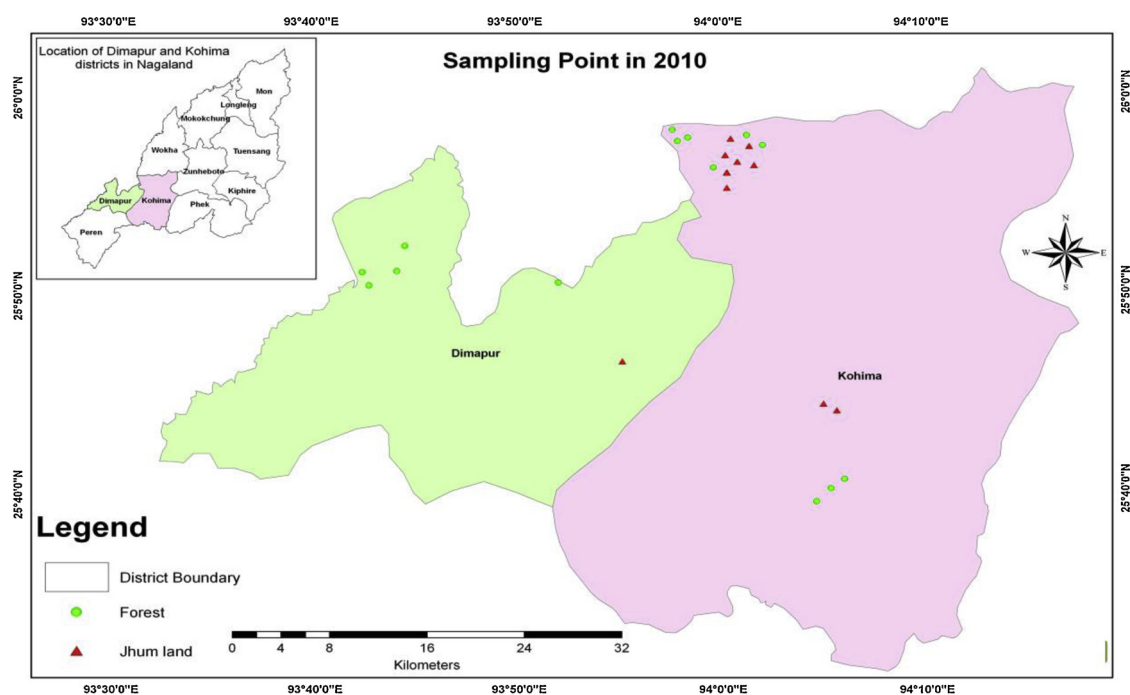 93°30'0"E 93°40'0"E 93°50'0"E 94°0'0"E 94°10'0"E
Location of Dimapur and Kohima
districts in Nagaland
Mon
Longleng
Mokokchung
Wokha
Tuensang
Zunheboto
Kiphire
Dimapur
Kohima
Phek
Peren
Sampling Point in 2010
26°0'0"N
26°0'0"N
N
W E
S
25°50'0"N
25°50'0"N
Dimapur
Kohima
25°40'0"N
25°40'0"N
Legend
District Boundary
Forest
Jhum land
0 4 8 16 24 32
Kilometers
93°30'0"E 93°40'0"E 93°50'0"E 94°0'0"E 94°10'0"E